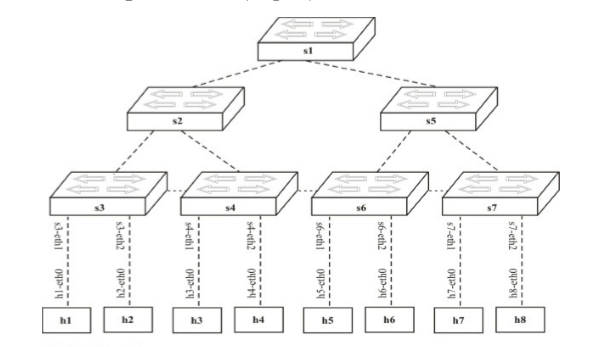 s1
s2 s5
s3 s4 s6 s7
s3-eth1 s3-eth2 s4-eth1 s4-eth2 s6-eth1 s6-eth2 s7-eth1 s7-eth2
h1-eth0 h2-eth0 h3-eth0 h4-eth0 h5-eth0 h6-eth0 h7-eth0 h8-eth0
h1 h2 h3 h4 h5 h6 h7 h8